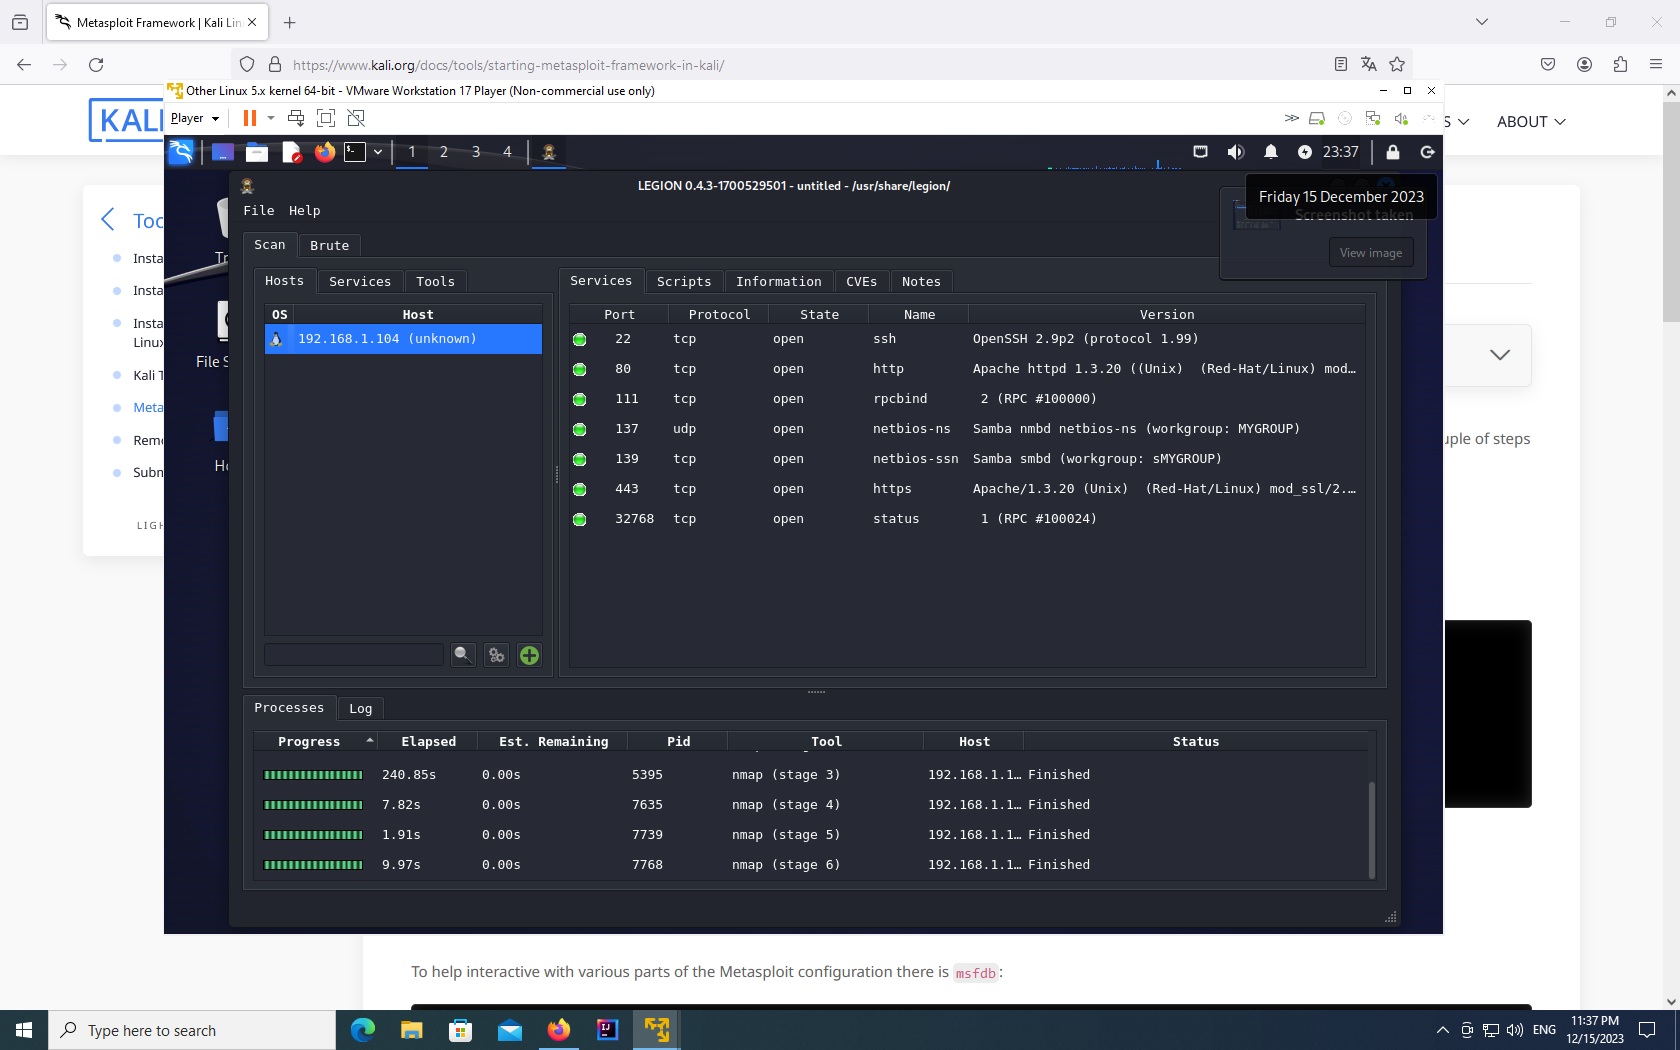 Metasploit Framework | Kali Lin
https://www.kali.org/docs/tools/starting-metasploit-framework-in-kali/
Other Linux 5.x kernel 64-bit - VMware Workstation 17 Player (Non-commercial use only)
Player
KALI
ABOUT
1 2 3 4
23:37
LEGION 0.4.3-1700529501 - untitled - /usr/share/legion/
Friday 15 December 2023
Screenshot taken
View image
File Help
Scan Brute
Hosts Services Tools
Services Scripts Information CVEs Notes
OS Host
192.168.1.104 (unknown)
Port Protocol State Name Version
22 tcp open ssh OpenSSH 2.9p2 (protocol 1.99)
80 tcp open http Apache httpd 1.3.20 ((Unix) (Red-Hat/Linux) mod…
111 tcp open rpcbind 2 (RPC #100000)
137 udp open netbios-ns Samba nmbd netbios-ns (workgroup: MYGROUP)
139 tcp open netbios-ssn Samba smbd (workgroup: sMYGROUP)
443 tcp open https Apache/1.3.20 (Unix) (Red-Hat/Linux) mod_ssl/2.…
32768 tcp open status 1 (RPC #100024)
Processes Log
Progress Elapsed Est. Remaining Pid Tool Host Status
240.85s 0.00s 5395 nmap (stage 3) 192.168.1.1… Finished
7.82s 0.00s 7635 nmap (stage 4) 192.168.1.1… Finished
1.91s 0.00s 7739 nmap (stage 5) 192.168.1.1… Finished
9.97s 0.00s 7768 nmap (stage 6) 192.168.1.1… Finished
Too
Insta
Insta
Insta
Linux
Kali T
Meta
Remo
Subm
LIGH
Tr
File S
Ho
uple of steps
To help interactive with various parts of the Metasploit configuration there is msfdb:
Type here to search
ENG
11:37 PM
12/15/2023